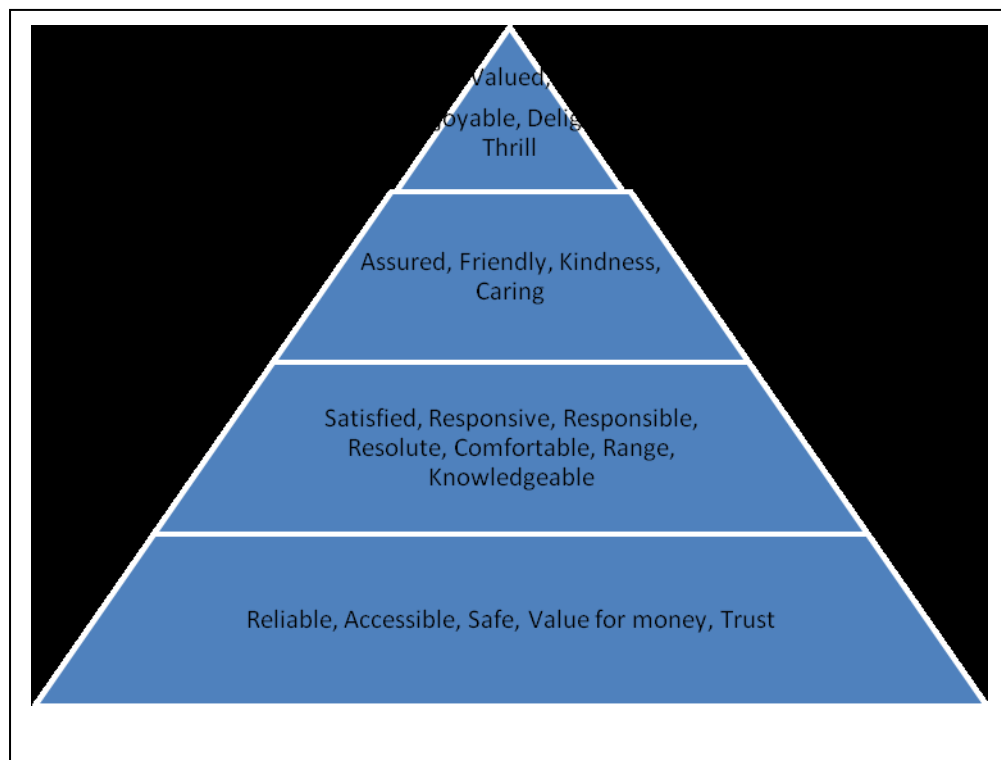 Valued,
Thrill
Assured, Friendly, Kindness,
Caring
Satisfied, Responsive, Responsible,
Resolute, Comfortable, Range,
Knowledgeable
Reliable, Accessible, Safe, Value for money, Trust